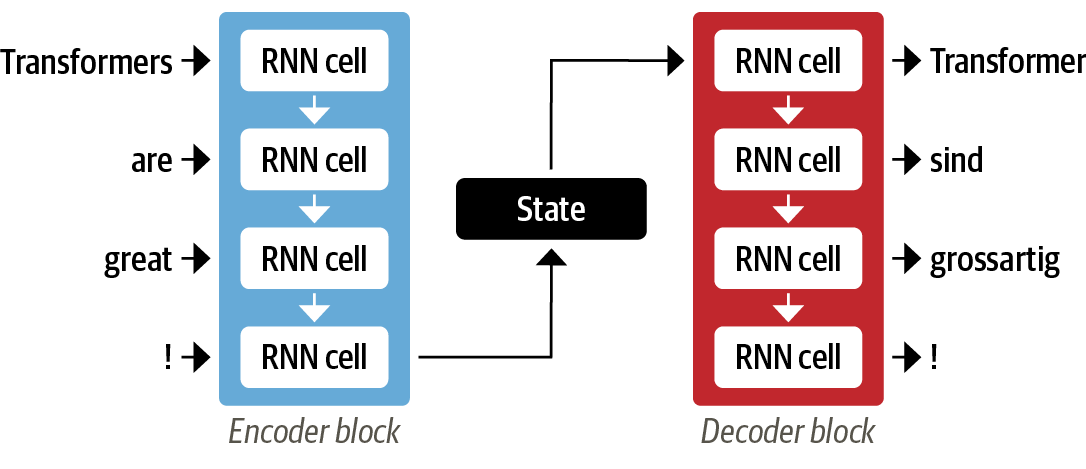 Transformers
RNN cell
RNN cell
Transformer
are
RNN cell
RNN cell
sind
State
great
RNN cell
RNN cell
grossartig
!
RNN cell
RNN cell
!
Encoder block
Decoder block